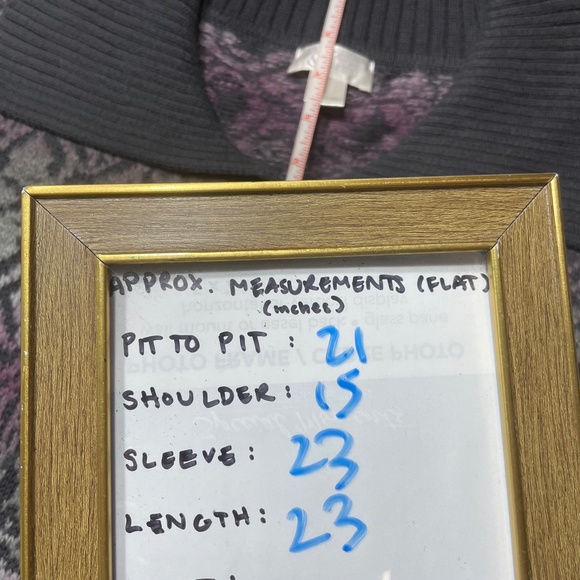 APPROX. MEASUREMENTS (FLAT)
(inches)
PIT TO PIT : 21
SHOULDER: 15
SLEEVE: 23
LENGTH: 23